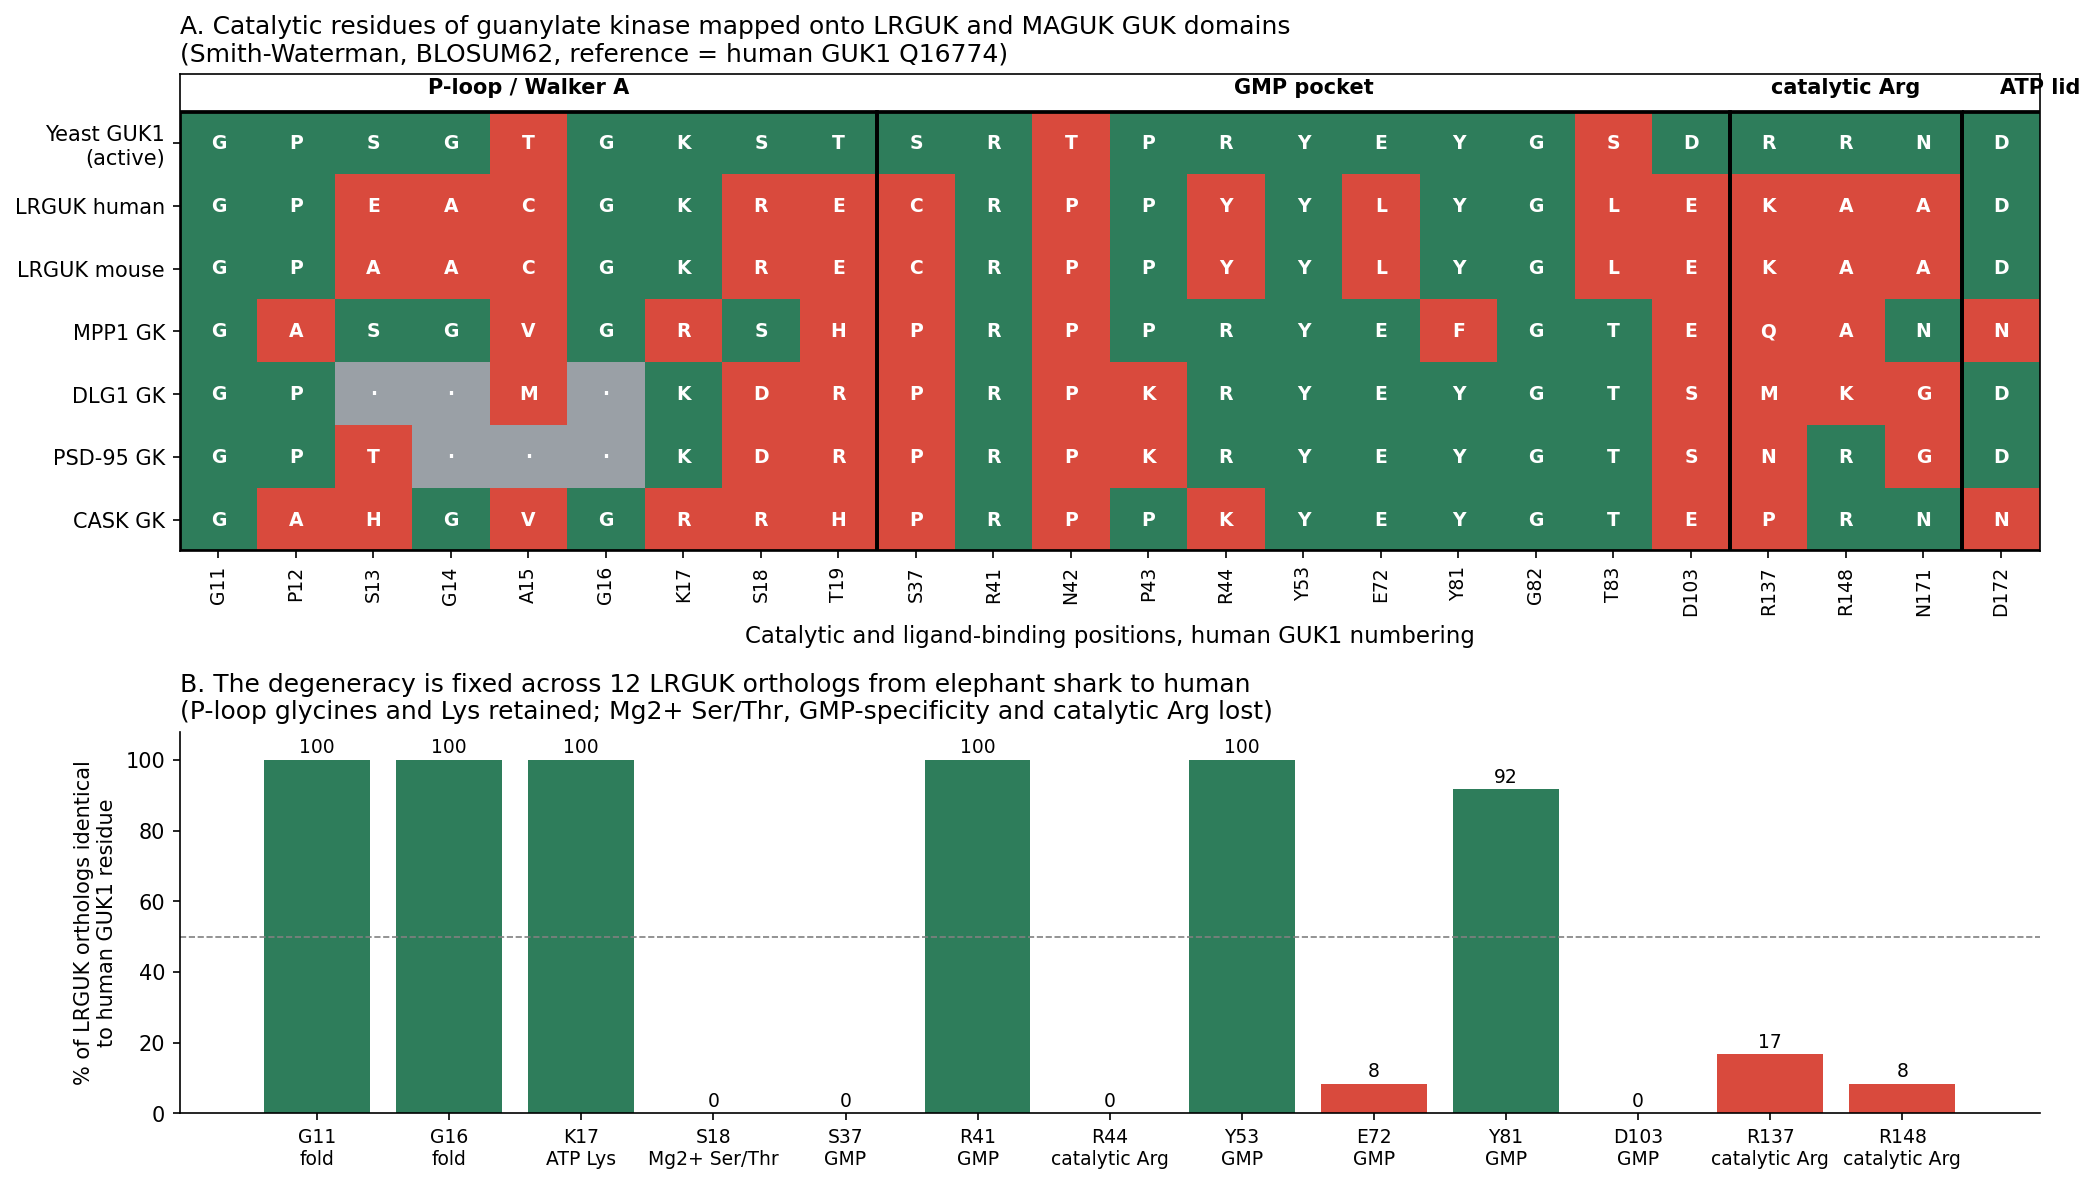 A. Catalytic residues of guanylate kinase mapped onto LRGUK and MAGUK GUK domains
(Smith-Waterman, BLOSUM62, reference = human GUK1 Q16774)
P-loop / Walker A GMP pocket catalytic Arg ATP lid
Yeast GUK1
(active)
G P S G T G K S T S R T P R Y E Y G S D R R N D
LRGUK human G P E A C G K R E C R P P Y Y L Y G L E K A A D
LRGUK mouse G P A A C G K R E C R P P Y Y L Y G L E K A A D
MPP1 GK G A S G V G R S H P R P P R Y E F G T E Q A N N
DLG1 GK G P · · M · K D R P R P K R Y E Y G T S M K G D
PSD-95 GK G P T · · · K D R P R P K R Y E Y G T S N R G D
CASK GK G A H G V G R R H P R P P K Y E Y G T E P R N N
G11 P12 S13 G14 A15 G16 K17 S18 T19 S37 R41 N42 P43 R44 Y53 E72 Y81 G82 T83 D103 R137 R148 N171 D172
Catalytic and ligand-binding positions, human GUK1 numbering
B. The degeneracy is fixed across 12 LRGUK orthologs from elephant shark to human
(P-loop glycines and Lys retained; Mg2+ Ser/Thr, GMP-specificity and catalytic Arg lost)
% of LRGUK orthologs identical
to human GUK1 residue
100
80
60
40
20
0
100 100 100 0 0 100 0 100 8 92 0 17 8
G11 G16 K17 S18 S37 R41 R44 Y53 E72 Y81 D103 R137 R148
fold fold ATP Lys Mg2+ Ser/Thr GMP GMP catalytic Arg GMP GMP GMP GMP catalytic Arg catalytic Arg